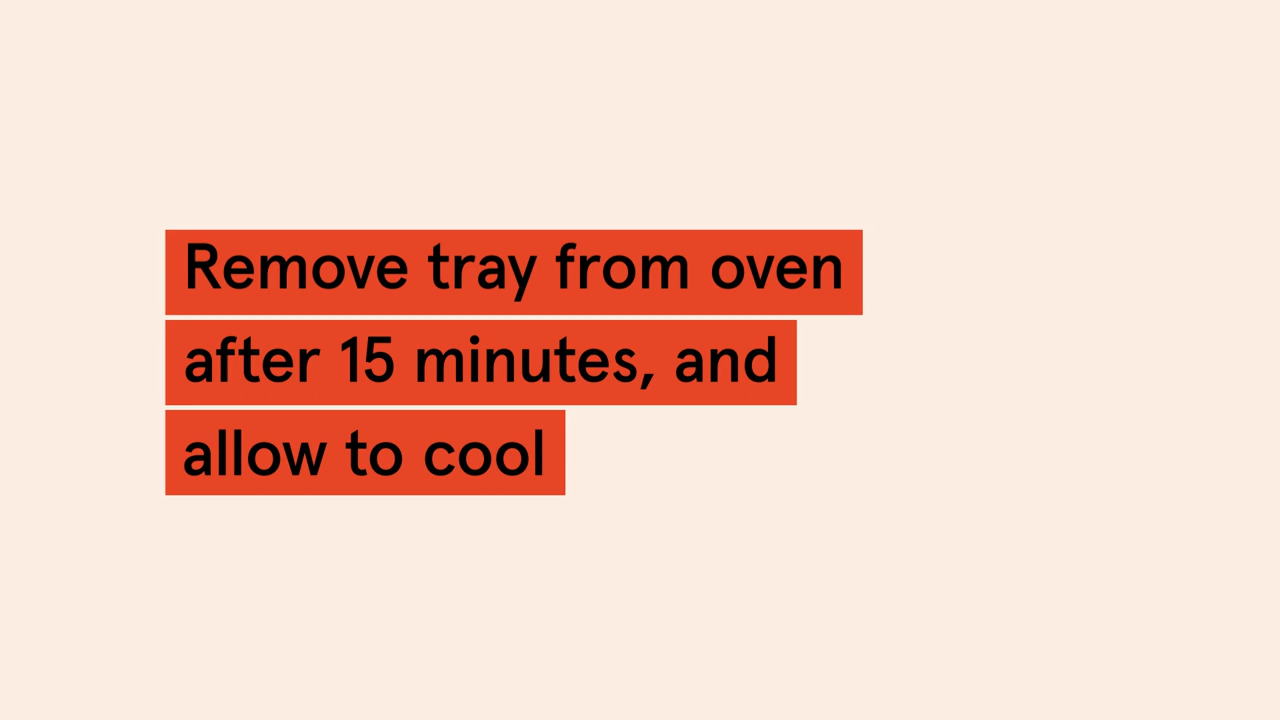 Remove tray from oven
after 15 minutes, and
allow to cool